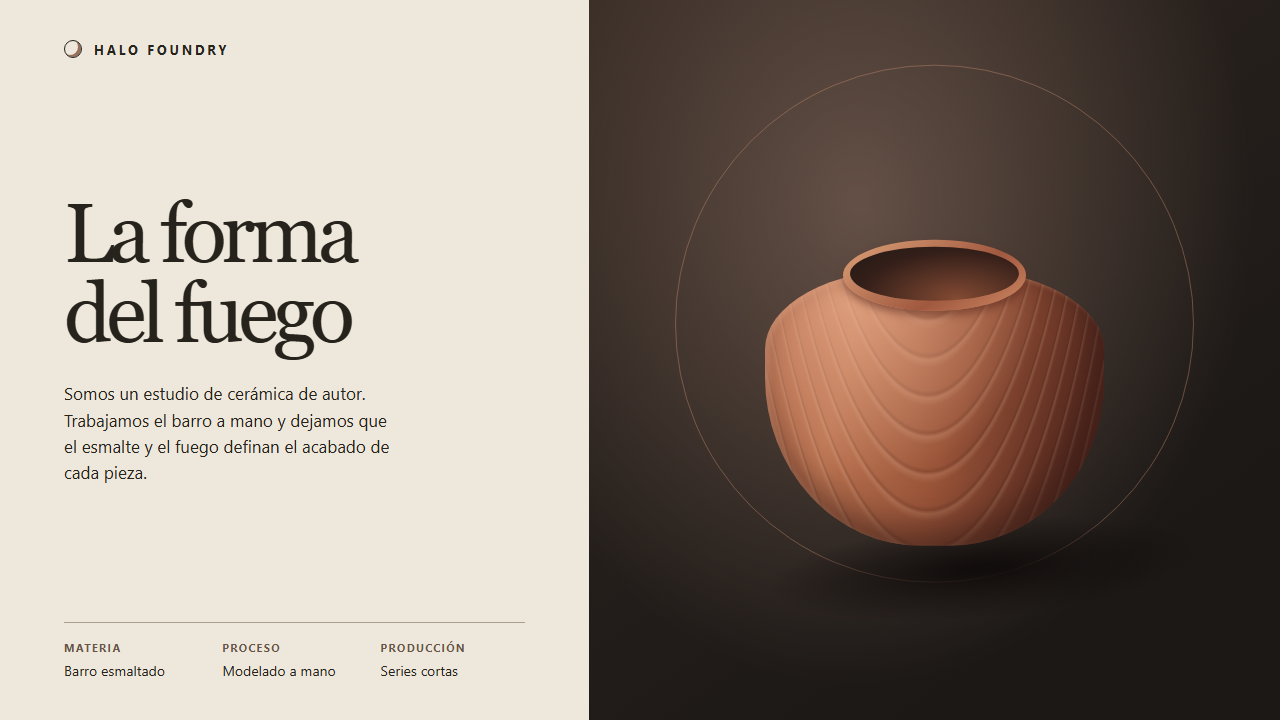 HALO FOUNDRY
La forma
del fuego
Somos un estudio de cerámica de autor.
Trabajamos el barro a mano y dejamos que
el esmalte y el fuego definan el acabado de
cada pieza.
MATERIA
Barro esmaltado
PROCESO
Modelado a mano
PRODUCCIÓN
Series cortas